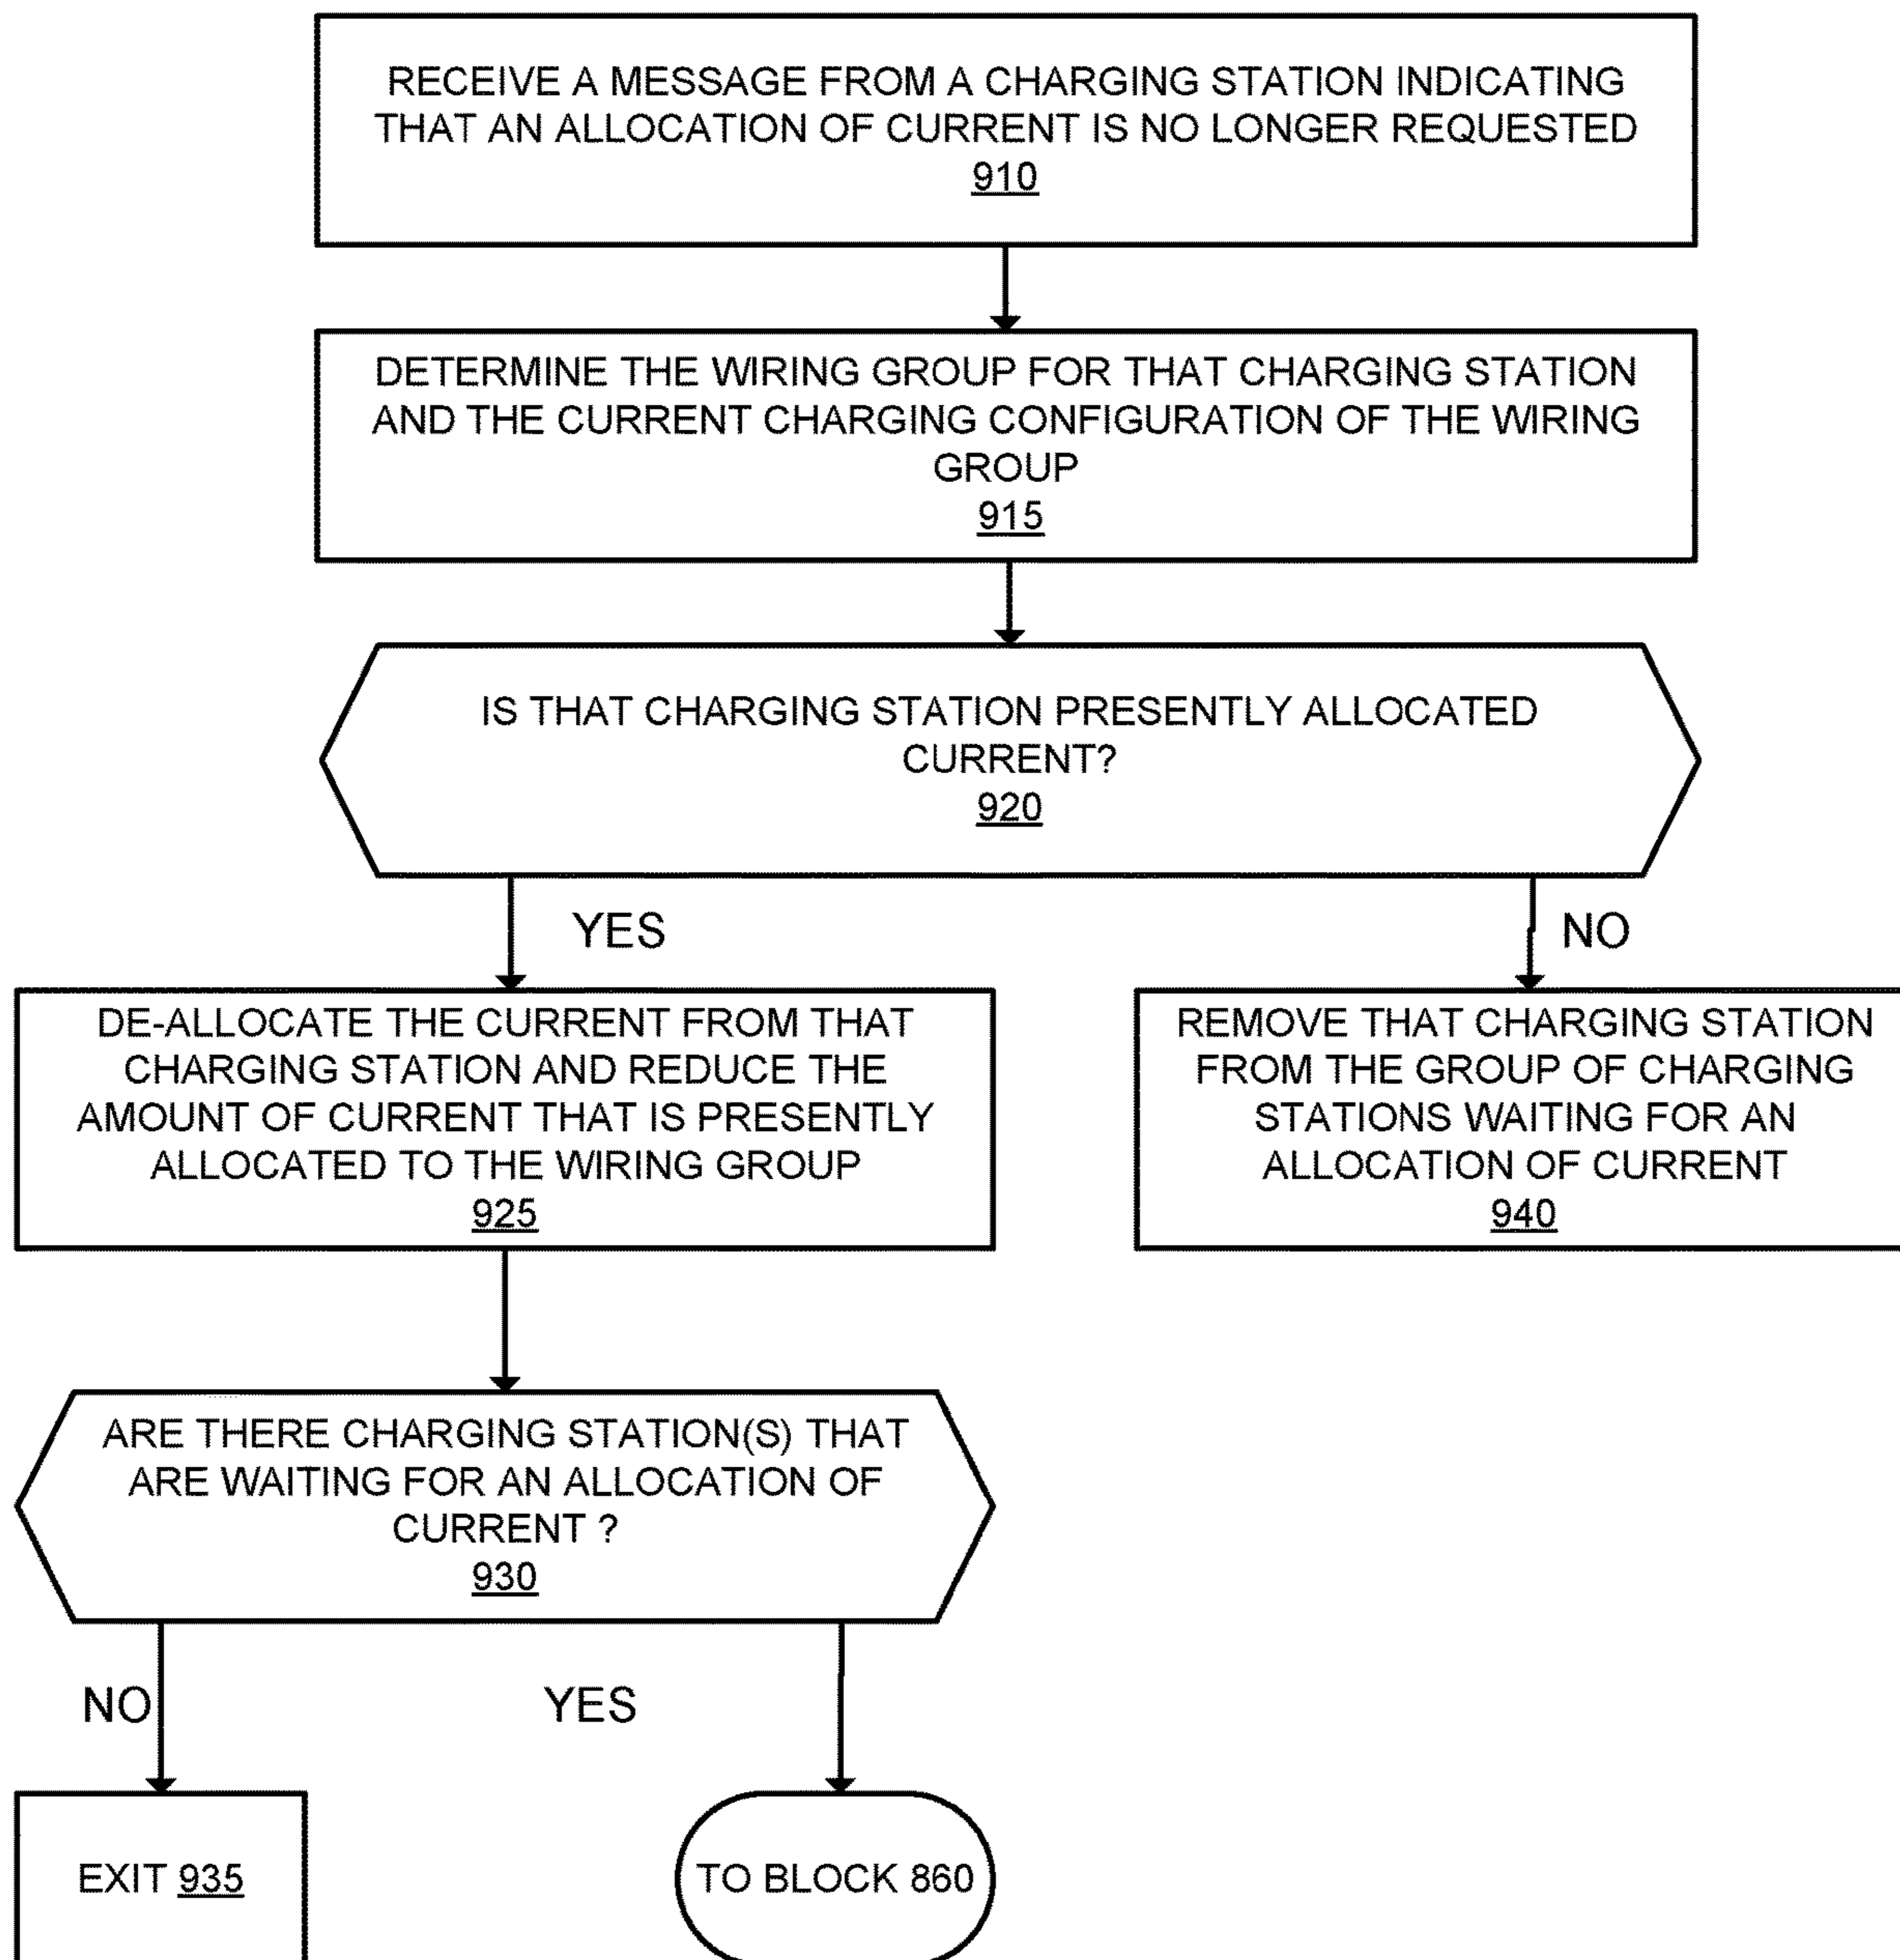 RECEIVE A MESSAGE FROM A CHARGING STATION INDICATING
THAT AN ALLOCATION OF CURRENT IS NO LONGER REQUESTED
910
DETERMINE THE WIRING GROUP FOR THAT CHARGING STATION
AND THE CURRENT CHARGING CONFIGURATION OF THE WIRING
GROUP
915
IS THAT CHARGING STATION PRESENTLY ALLOCATED
CURRENT?
920
YES
NO
DE-ALLOCATE THE CURRENT FROM THAT
CHARGING STATION AND REDUCE THE
AMOUNT OF CURRENT THAT IS PRESENTLY
ALLOCATED TO THE WIRING GROUP
925
REMOVE THAT CHARGING STATION
FROM THE GROUP OF CHARGING
STATIONS WAITING FOR AN
ALLOCATION OF CURRENT
940
ARE THERE CHARGING STATION(S) THAT
ARE WAITING FOR AN ALLOCATION OF
CURRENT ?
930
NO
YES
EXIT 935
TO BLOCK 860